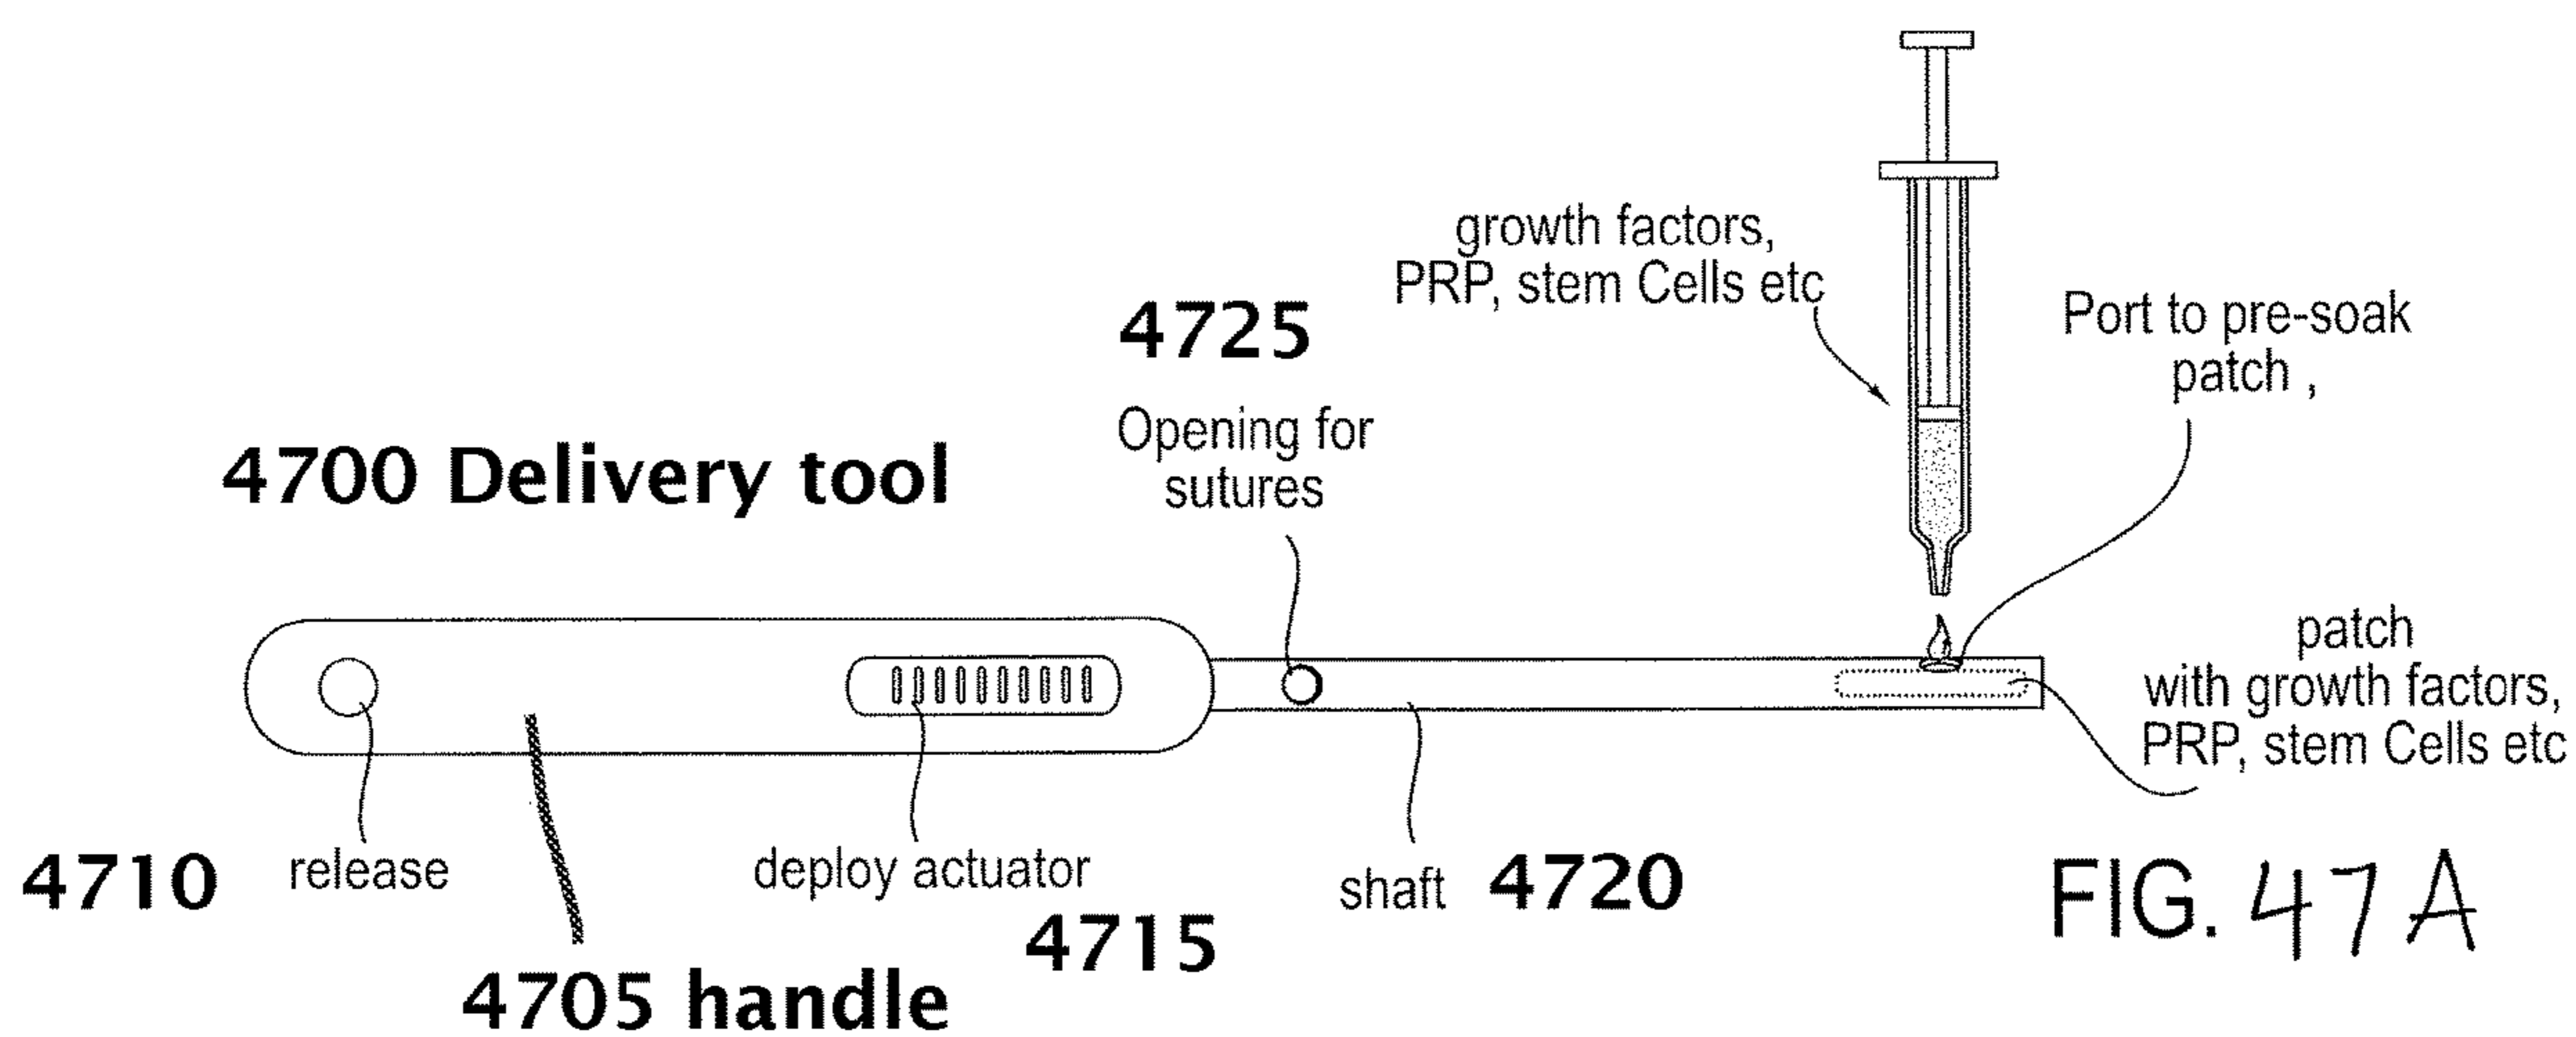 growth factors,
PRP, stem Cells etc
4725
Port to pre-soak
patch ,
Opening for
sutures
4700 Delivery tool
patch
with growth factors,
PRP, stem Cells etc
4710 release
deploy actuator
4715
shaft 4720
4705 handle
FIG. 47A